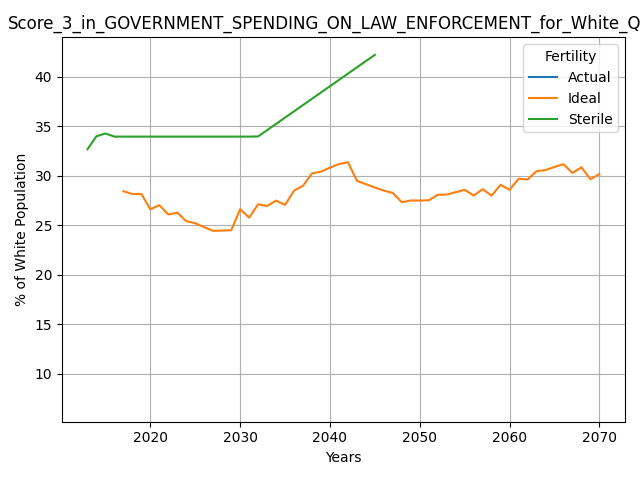 Score_3_in_GOVERNMENT_SPENDING_ON_LAW_ENFORCEMENT_for_White_Q
Fertility
Actual
Ideal
Sterile
% of White Population
40
35
30
25
20
15
10
2020 2030 2040 2050 2060 2070
Years